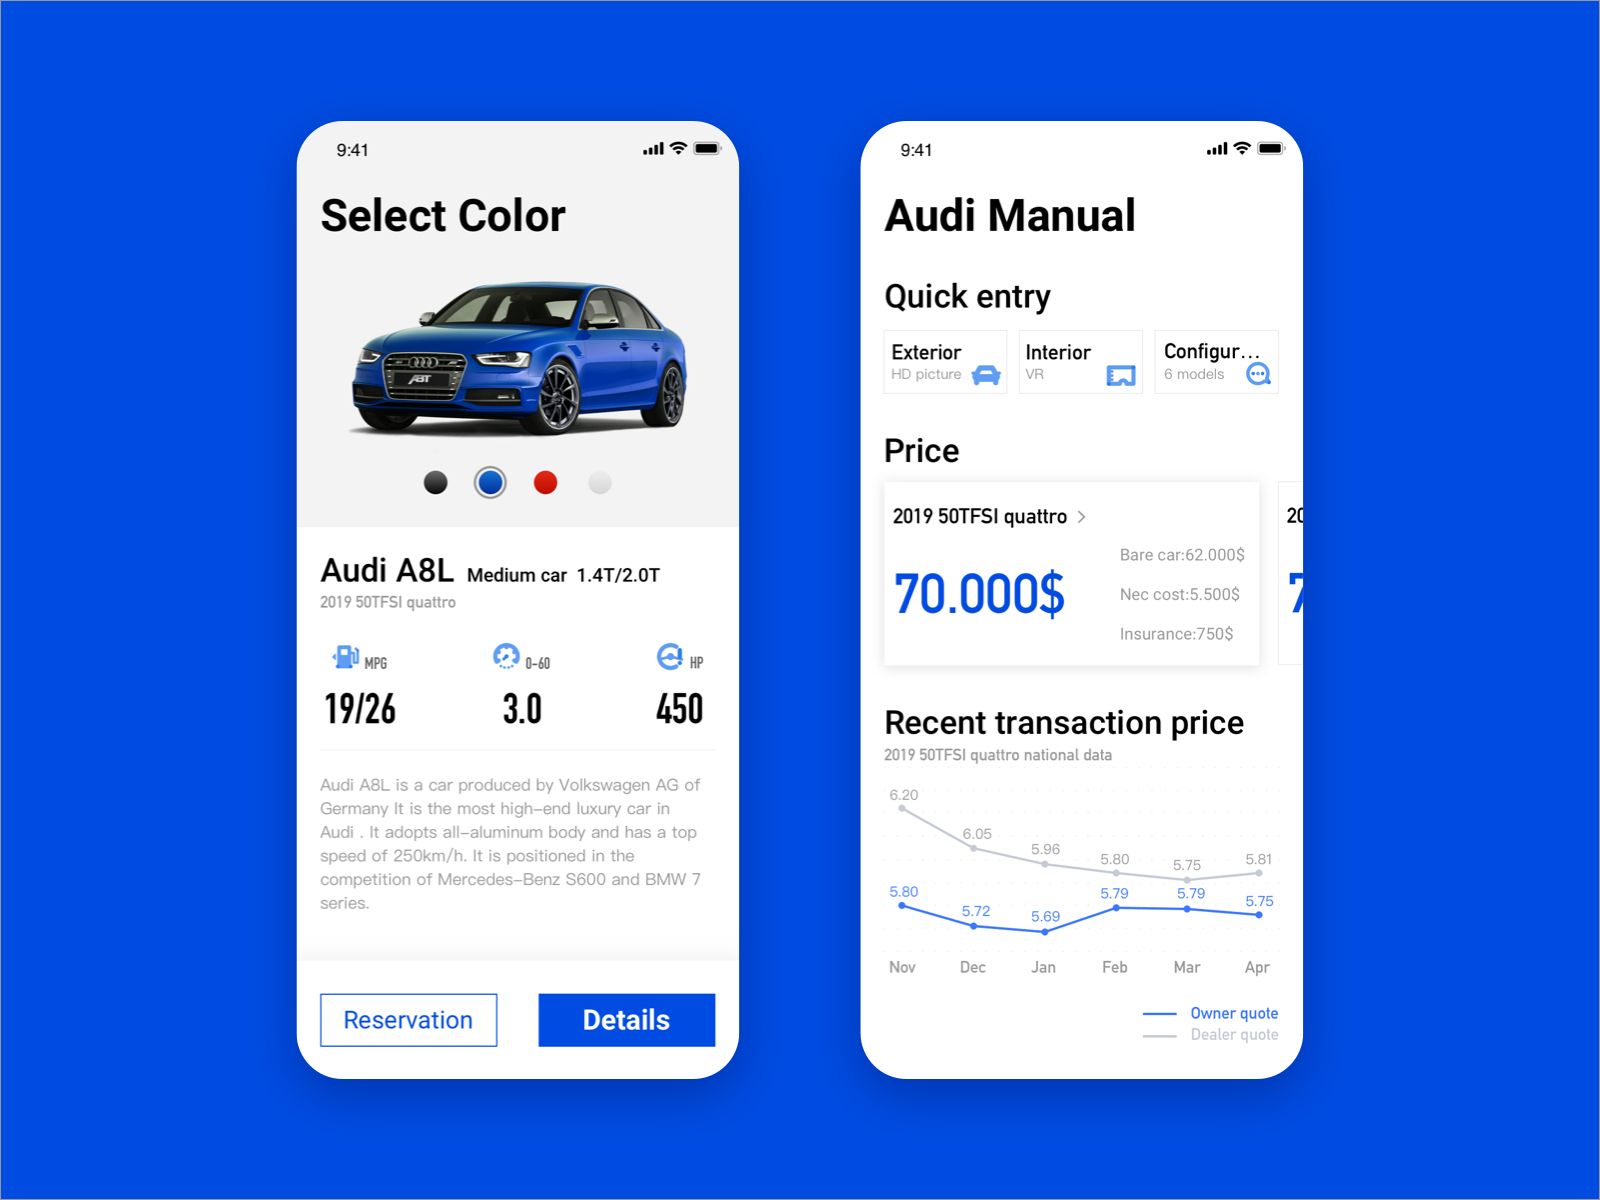 9:41
Select Color
ABT
Audi A8L Medium car 1.4T/2.0T
2019 50TFSI quattro
MPG 0-60 HP
19/26 3.0 450
Audi A8L is a car produced by Volkswagen AG of
Germany It is the most high-end luxury car in
Audi . It adopts all-aluminum body and has a top
speed of 250km/h. It is positioned in the
competition of Mercedes-Benz S600 and BMW 7
series.
Reservation Details
9:41
Audi Manual
Quick entry
Exterior Interior Configur...
HD picture VR 6 models
Price
2019 50TFSI quattro > 20
70.000$ 7
Bare car:62.000$
Nec cost:5.500$
Insurance:750$
Recent transaction price
2019 50TFSI quattro national data
6.20 6.05 5.96 5.80 5.75 5.81
5.80 5.72 5.69 5.79 5.79 5.75
Nov Dec Jan Feb Mar Apr
Owner quote
Dealer quote